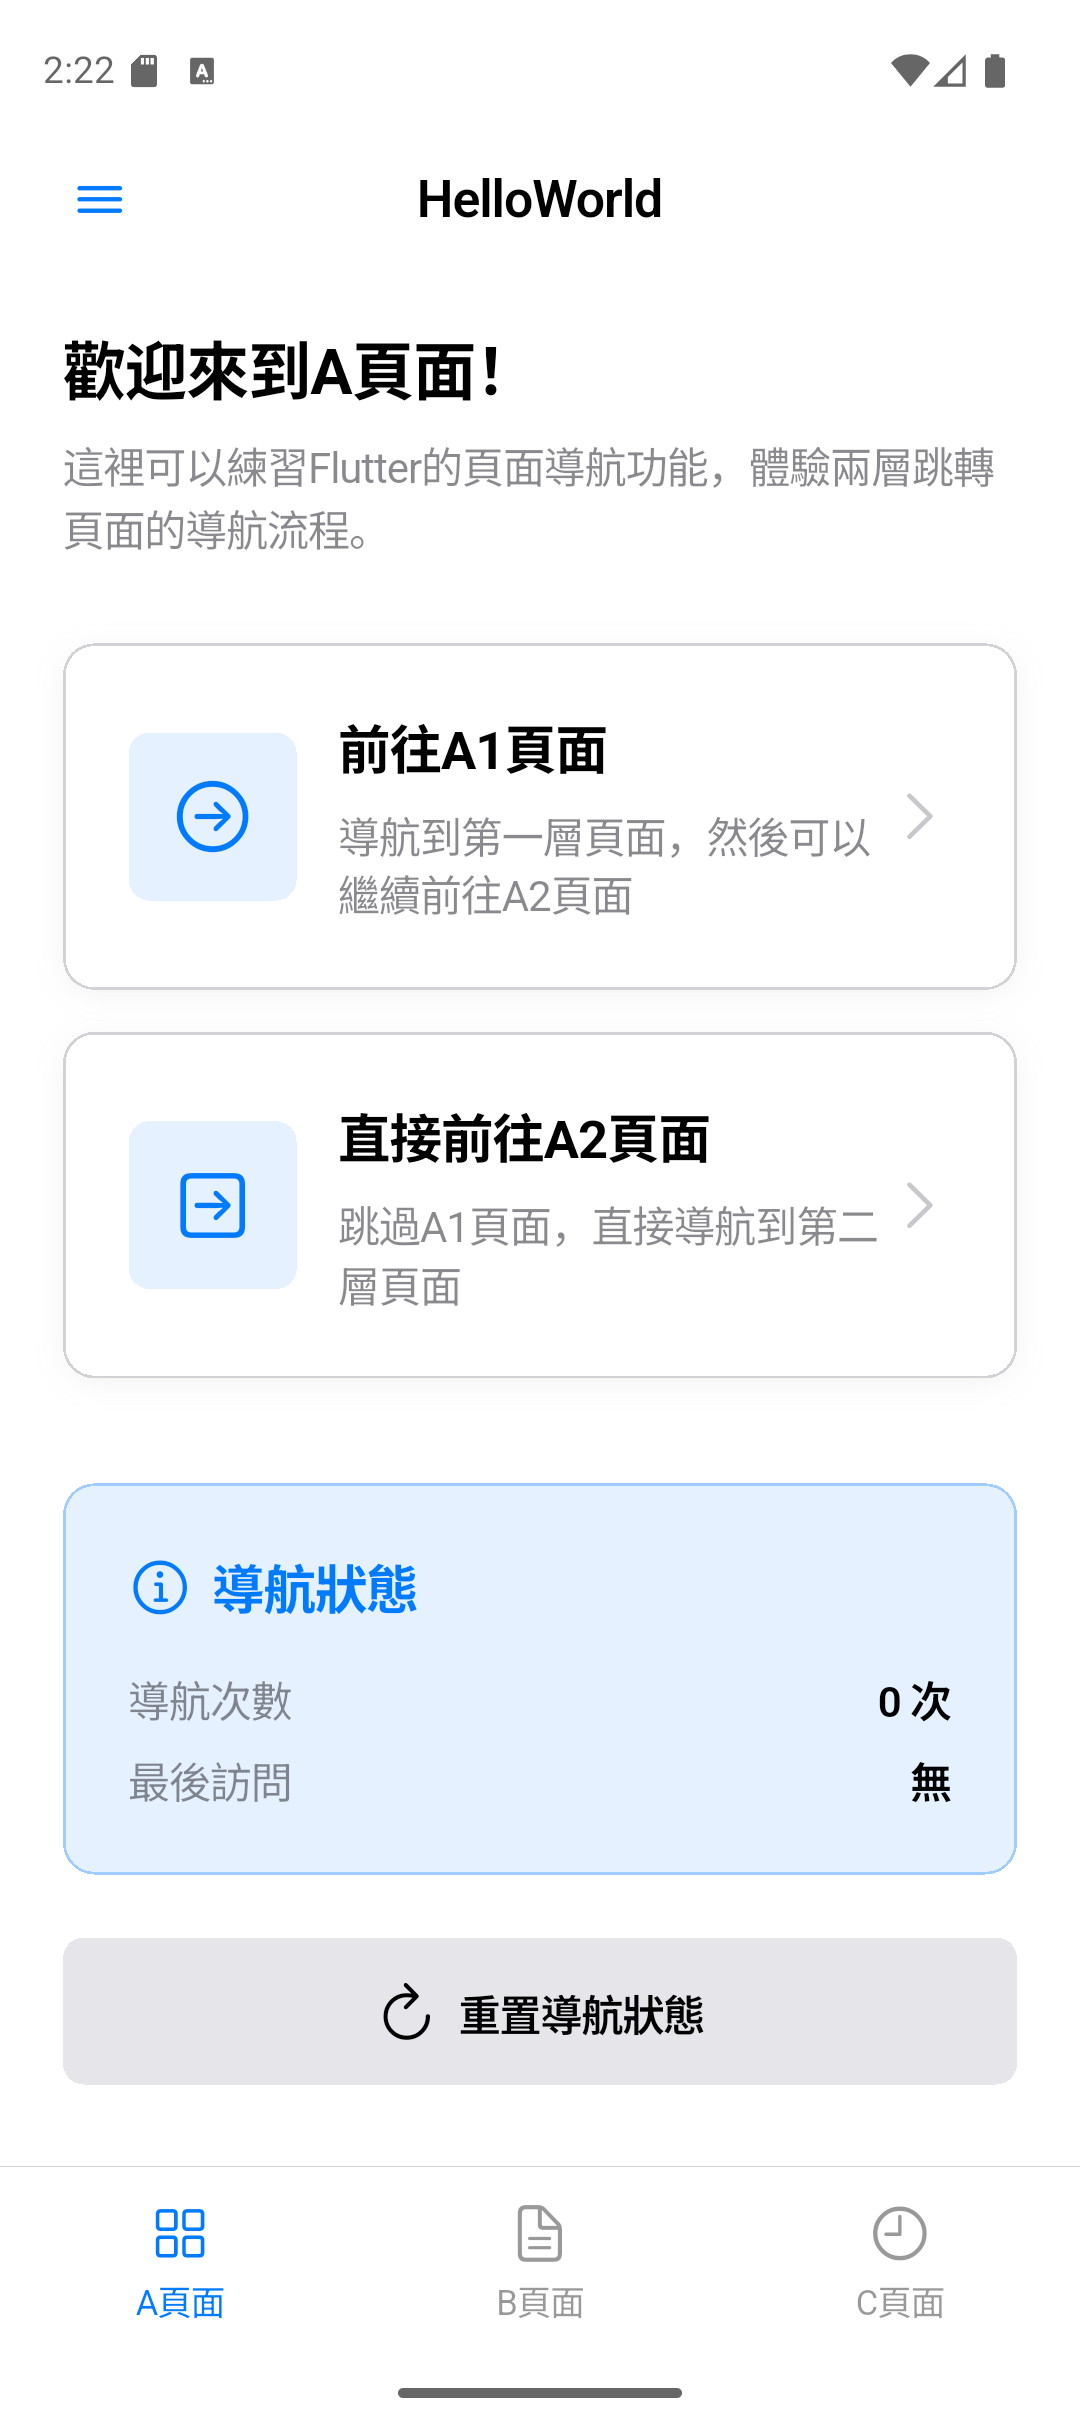 2:22
HelloWorld
歡迎來到A頁面！
這裡可以練習Flutter的頁面導航功能，體驗兩層跳轉
頁面的導航流程。
前往A1頁面
導航到第一層頁面，然後可以
繼續前往A2頁面
直接前往A2頁面
跳過A1頁面，直接導航到第二
層頁面
導航狀態
導航次數 0 次
最後訪問 無
重置導航狀態
A頁面 B頁面 C頁面